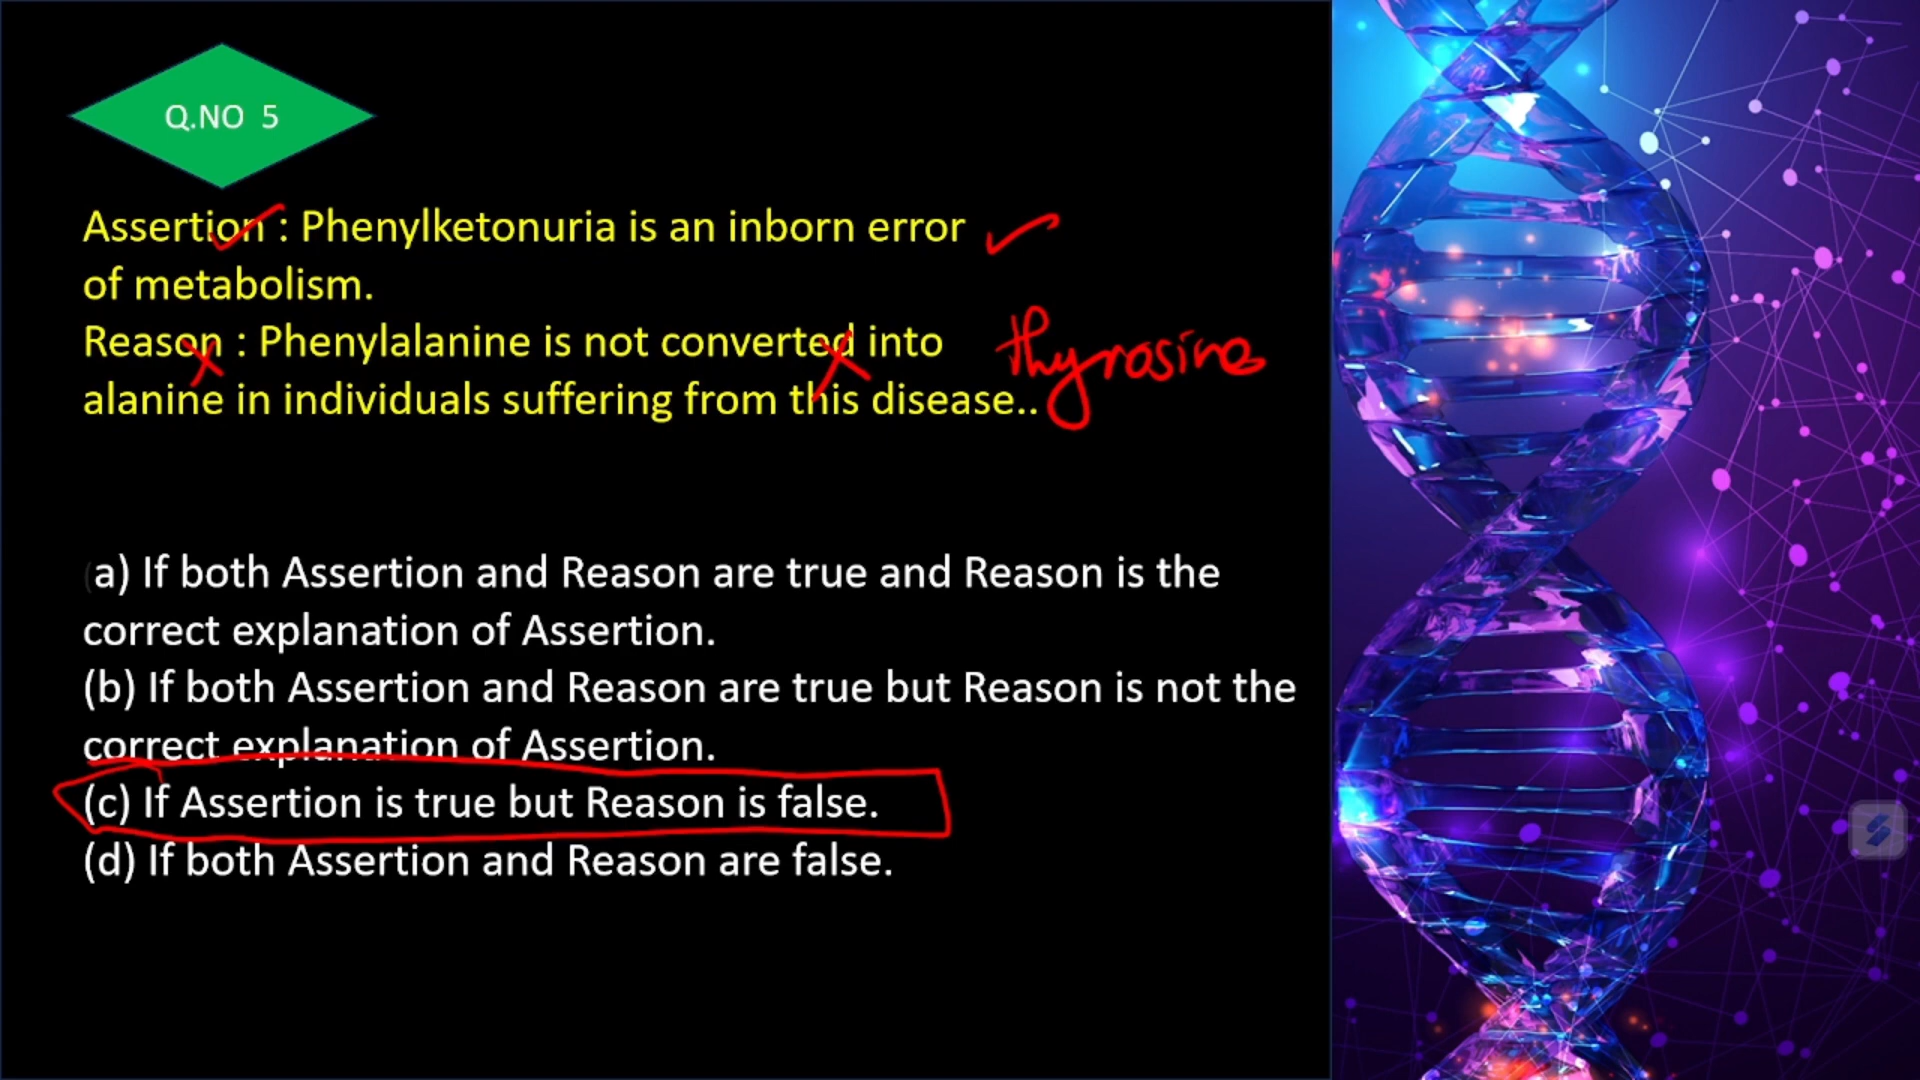 Q.NO 5
Assertion : Phenylketonuria is an inborn error
of metabolism.
Reason : Phenylalanine is not converted into
thyrosine
alanine in individuals suffering from this disease..
(a) If both Assertion and Reason are true and Reason is the
correct explanation of Assertion.
(b) If both Assertion and Reason are true but Reason is not the
correct explanation of Assertion.
(c) If Assertion is true but Reason is false.
(d) If both Assertion and Reason are false.